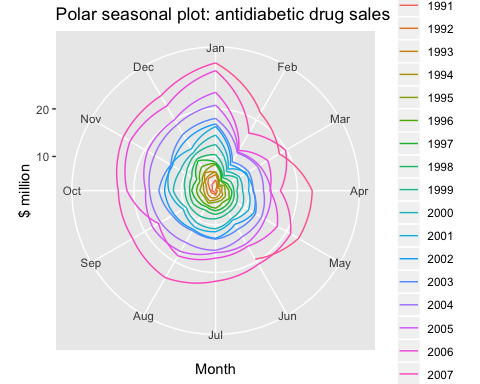 Polar seasonal plot: antidiabetic drug sales
Jan
Feb
Mar
Apr
May
Jun
Jul
Aug
Sep
Oct
Nov
Dec
20
10
$ million
Month
1991
1992
1993
1994
1995
1996
1997
1998
1999
2000
2001
2002
2003
2004
2005
2006
2007